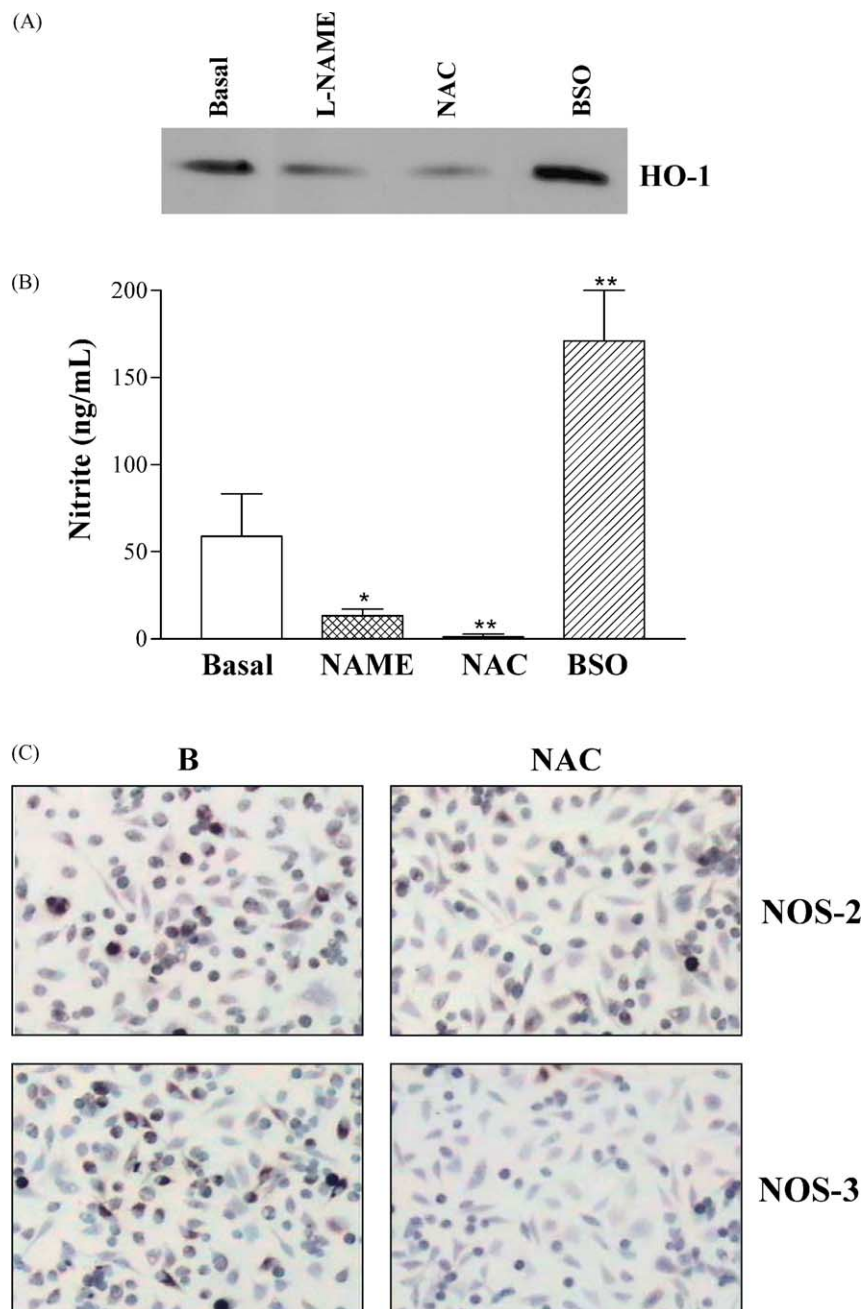 (A)
Basal
L-NAME
NAC
BSO
HO-1
(B)
Nitrite (ng/mL)
200
150
100
50
0
**
*
**
Basal NAME NAC BSO
(C)
B NAC
NOS-2
NOS-3